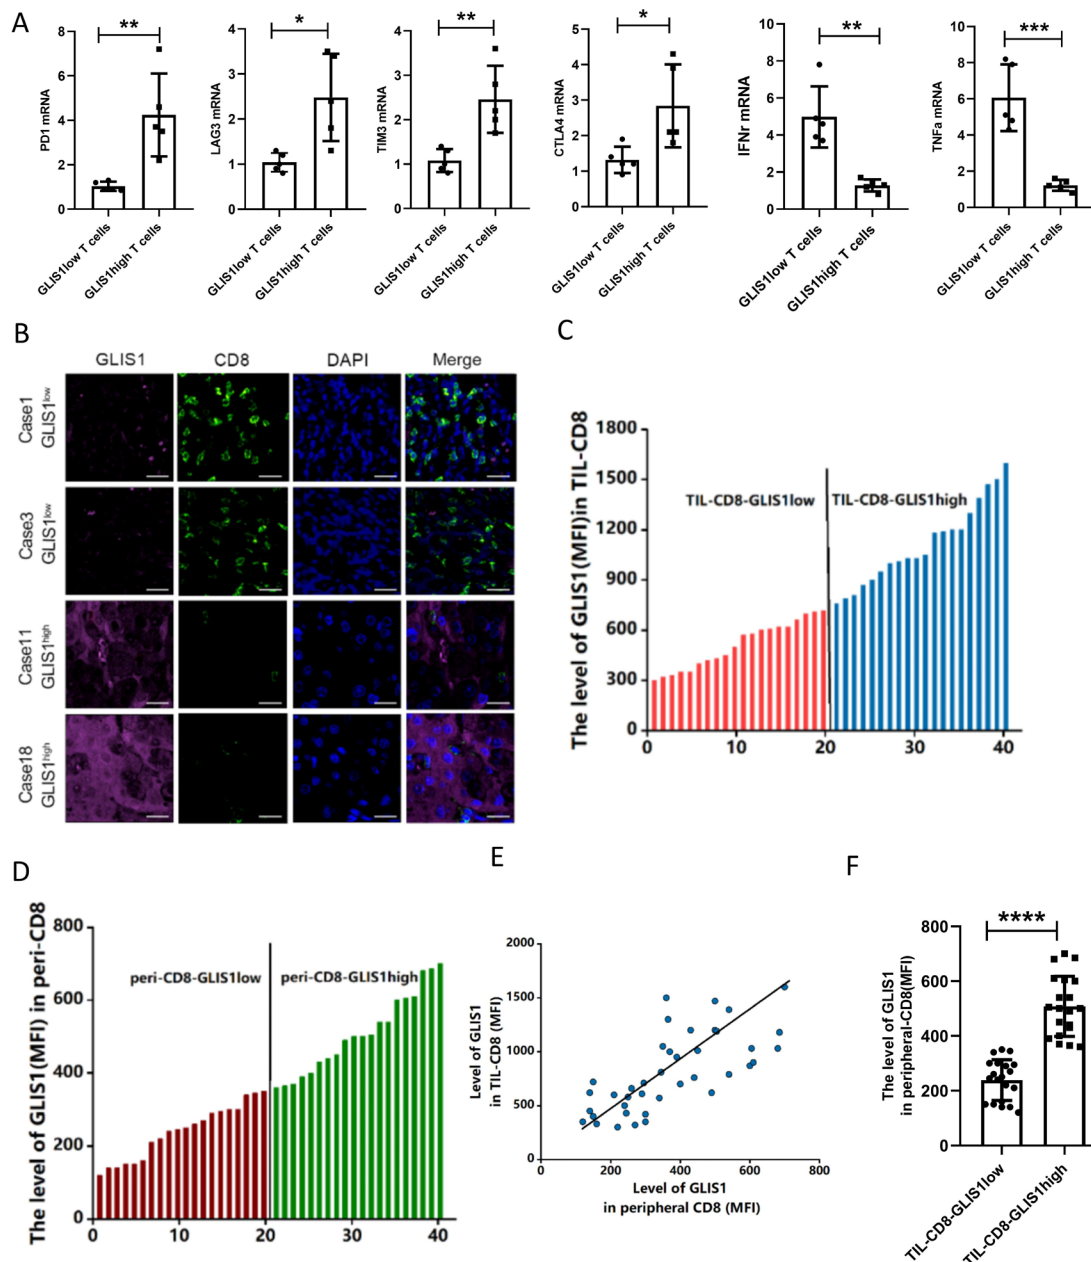 A
PD1 mRNA
8
6
4
2
0
**
GLIS1low T cells
GLIS1high T cells
LAG3 mRNA
4
3
2
1
0
*
GLIS1low T cells
GLIS1high T cells
TIM3 mRNA
4
3
2
1
0
**
GLIS1low T cells
GLIS1high T cells
CTLA4 mRNA
5
4
3
2
1
0
*
GLIS1low T cells
GLIS1high T cells
IFNr mRNA
10
8
6
4
2
0
**
GLIS1low T cells
GLIS1high T cells
TNFa mRNA
10
8
6
4
2
0
***
GLIS1low T cells
GLIS1high T cells
B
GLIS1 CD8 DAPI Merge
Case1
GLIS1low
Case3
GLIS1low
Case11
GLIS1high
Case18
GLIS1high
C
The level of GLIS1(MFI)in TIL-CD8
1800
1500
1200
900
600
300
0
TIL-CD8-GLIS1low
TIL-CD8-GLIS1high
0 10 20 30 40
D
The level of GLIS1(MFI) in peri-CD8
800
600
400
200
0
peri-CD8-GLIS1low
peri-CD8-GLIS1high
0 10 20 30 40
E
Level of GLIS1
in TIL-CD8 (MFI)
2000
1500
1000
500
0
0 200 400 600 800
Level of GLIS1
in peripheral CD8 (MFI)
F
The level of GLIS1
in peripheral-CD8(MFI)
800
600
400
200
0
****
TIL-CD8-GLIS1low
TIL-CD8-GLIS1high